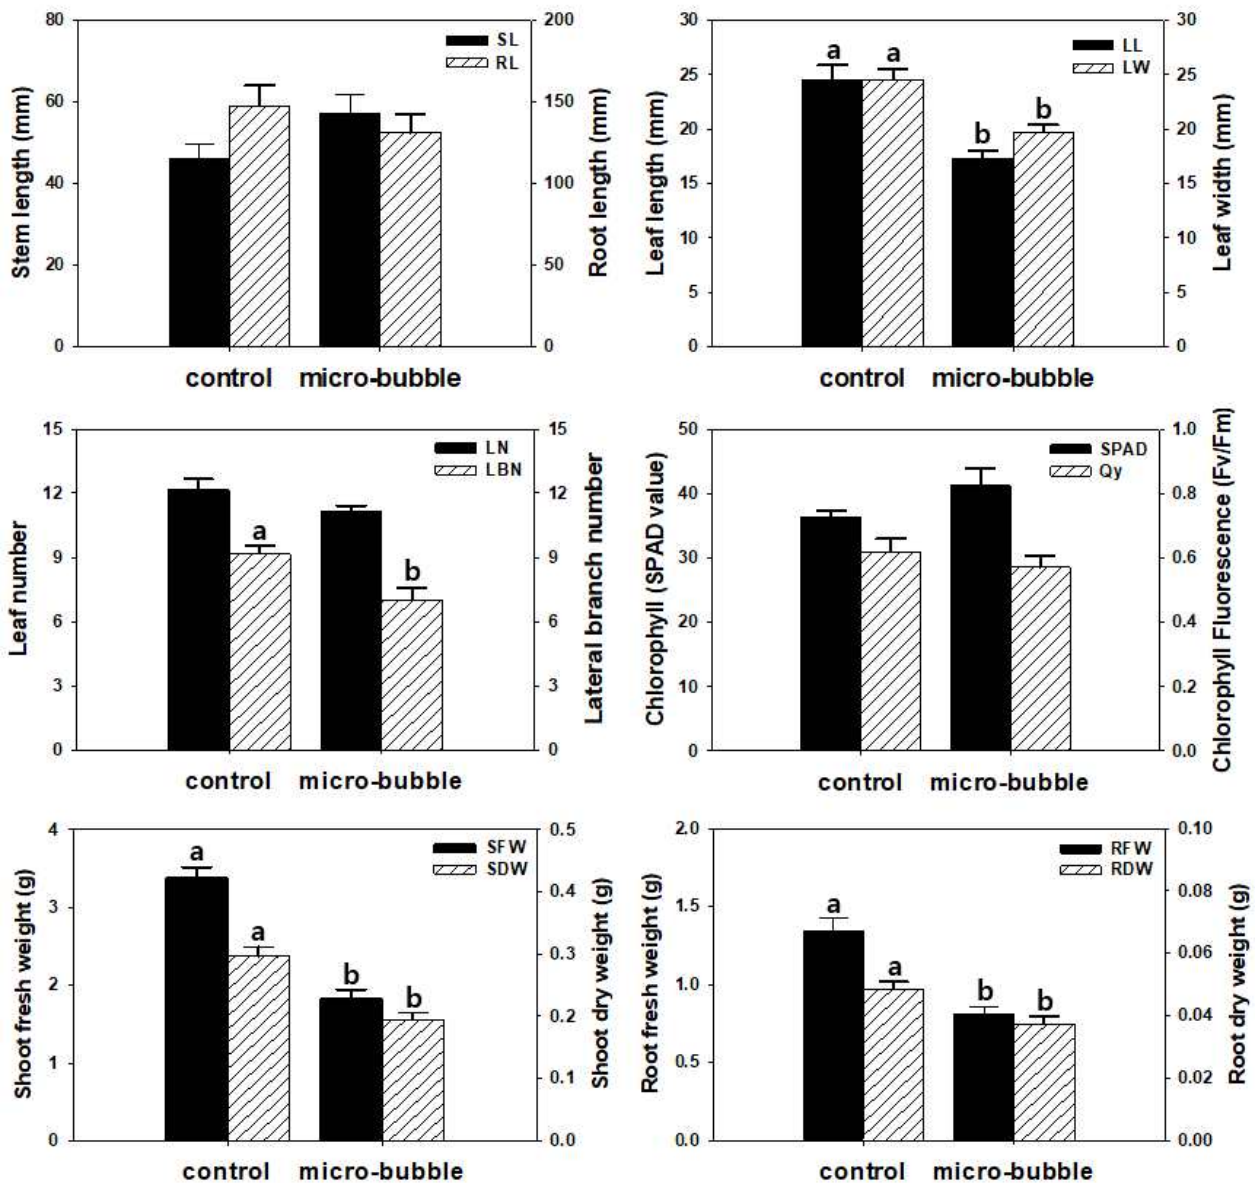 80
60
40
20
0
Stem length (mm)
SL
RL
200
150
100
50
0
Root length (mm)
control micro-bubble
30
25
20
15
10
5
0
Leaf length (mm)
a a
b b
LL
LW
30
25
20
15
10
5
0
Leaf width (mm)
control micro-bubble
15
12
9
6
3
0
Leaf number
a
b
LN
LBN
15
12
9
6
3
0
Lateral branch number
control micro-bubble
50
40
30
20
10
0
Chlorophyll (SPAD value)
SPAD
Qy
1.0
0.8
0.6
0.4
0.2
0.0
Chlorophyll Fluorescence (Fv/Fm)
control micro-bubble
4
3
2
1
0
Shoot fresh weight (g)
a
a
b b
SFW
SDW
0.5
0.4
0.3
0.2
0.1
0.0
Shoot dry weight (g)
control micro-bubble
2.0
1.5
1.0
0.5
0.0
Root fresh weight (g)
a
a
b b
RFW
RDW
0.10
0.08
0.06
0.04
0.02
0.00
Root dry weight (g)
control micro-bubble